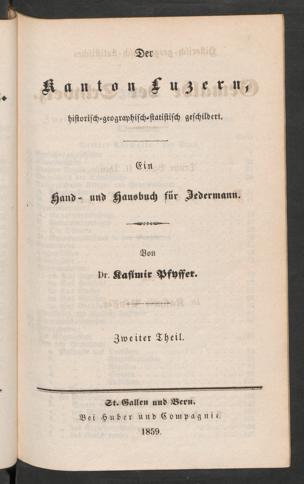 Der
Kanton Luzern,
historisch-geographisch-statistisch geschildert.
Ein
Hand- und Hausbuch für Jedermann.
Von
Dr. Kasimir Pfyffer.
Zweiter Theil.
St. Gallen und Bern.
Bei Huber und Compagnie.
1859.